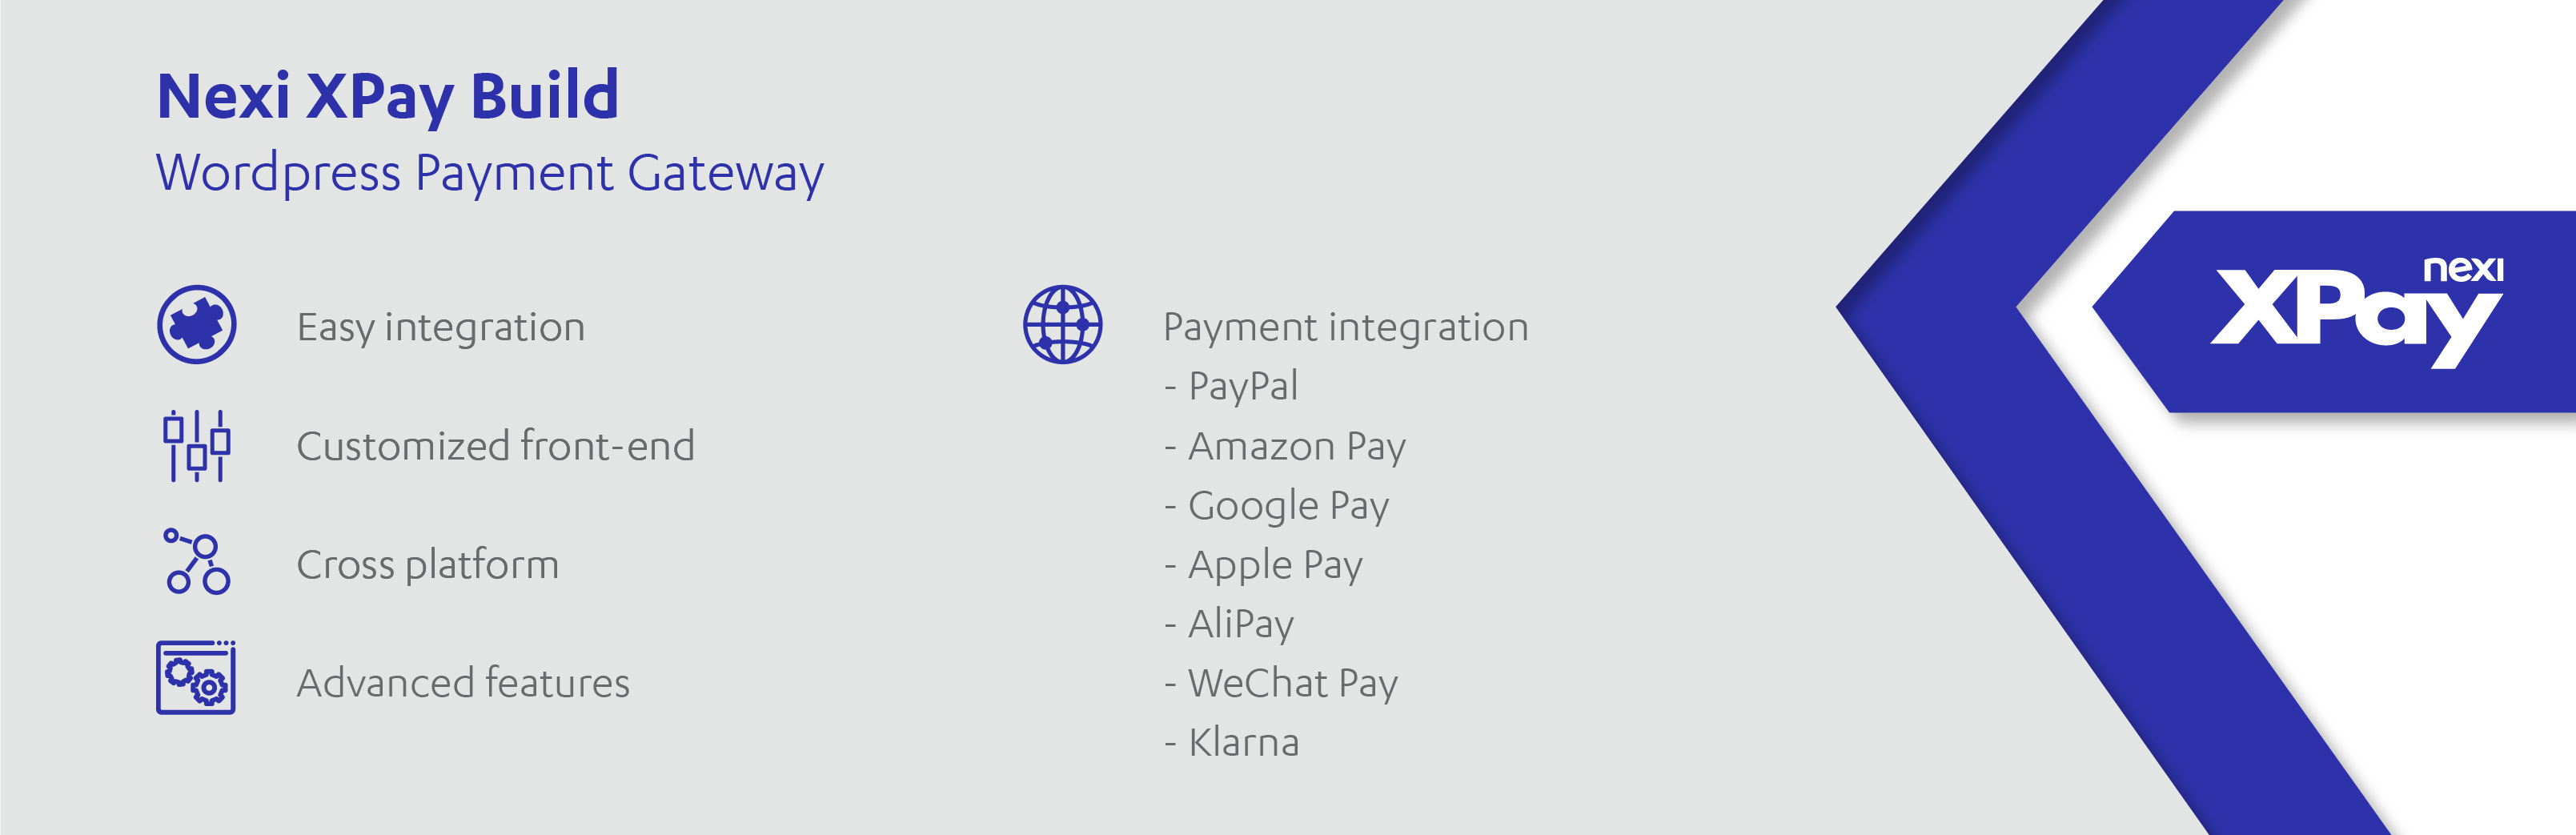 Nexi XPay Build
Wordpress Payment Gateway
Easy integration
Customized front-end
Cross platform
Advanced features
Payment integration
- PayPal
- Amazon Pay
- Google Pay
- Apple Pay
- AliPay
- WeChat Pay
- Klarna
nexi
XPay